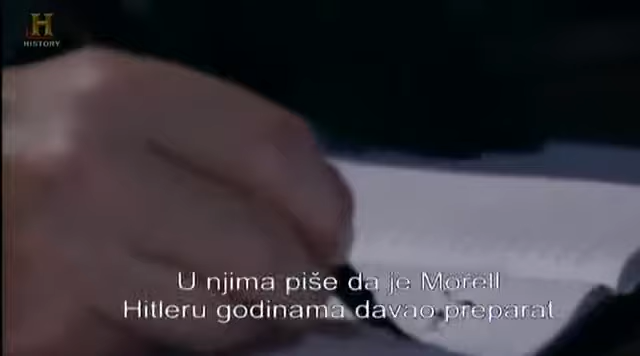 H
HISTORY
U njima piše da je Morell
Hitleru godinama davao preparat